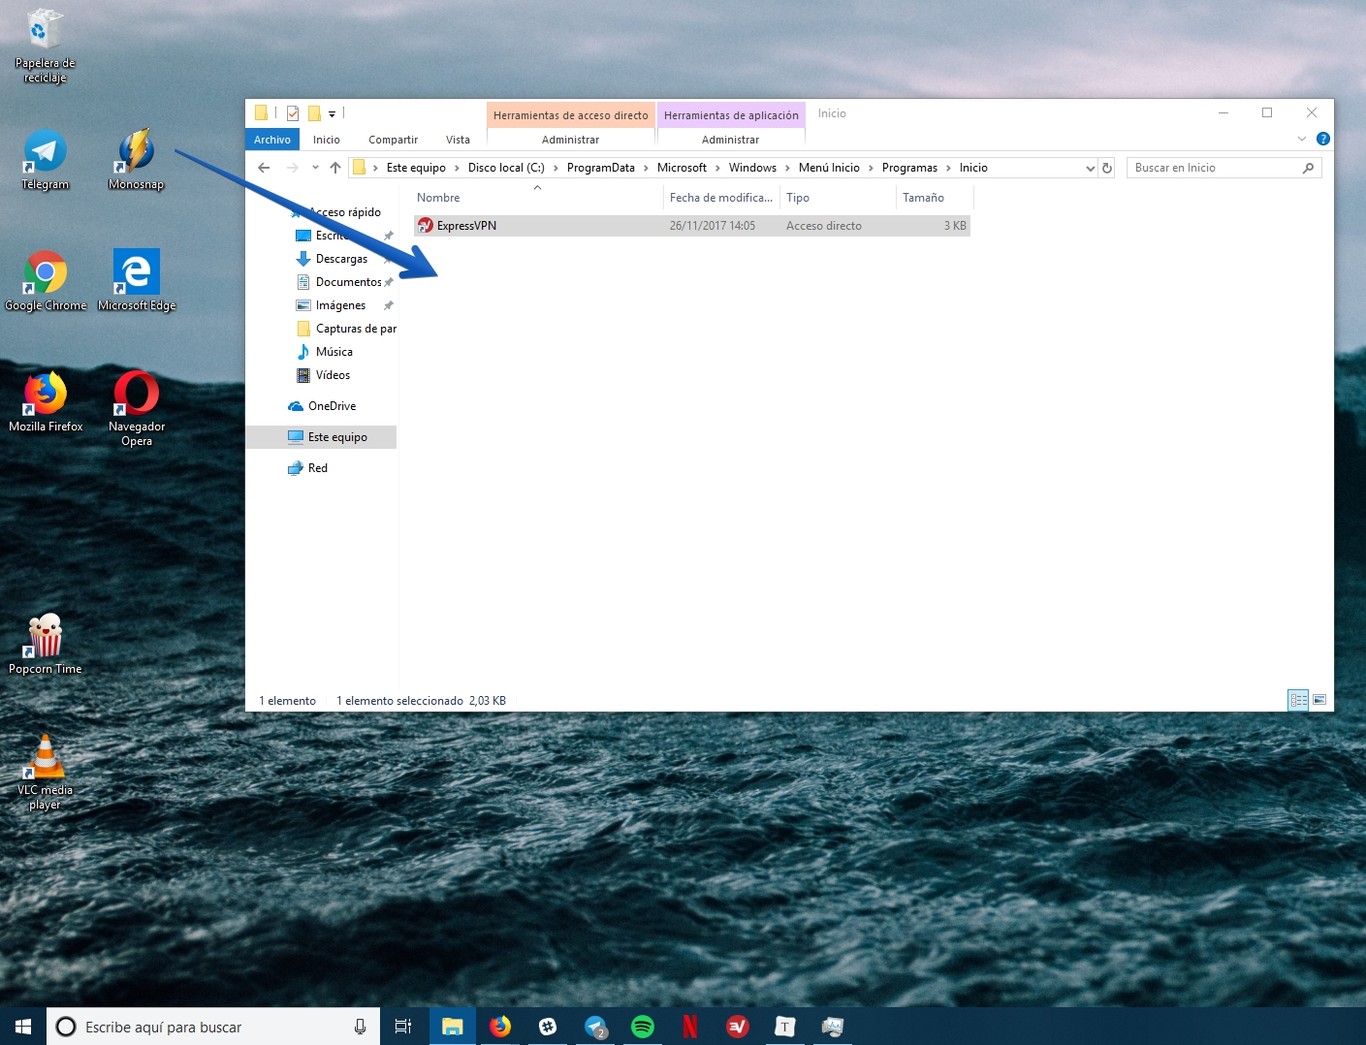 Papelera de
reciclaje
Telegram
Monosnap
Google Chrome
Microsoft Edge
Mozilla Firefox
Navegador
Opera
Popcorn Time
VLC media
player
Herramientas de acceso directo
Herramientas de aplicación
Inicio
Archivo
Inicio
Compartir
Vista
Administrar
Administrar
Este equipo
Disco local (C:)
ProgramData
Microsoft
Windows
Menú Inicio
Programas
Inicio
Buscar en Inicio
Nombre
Fecha de modifica...
Tipo
Tamaño
ExpressVPN
26/11/2017 14:05
Acceso directo
3 KB
Acceso rápido
Descargas
Documentos
Imágenes
Capturas de par
Música
Vídeos
OneDrive
Este equipo
Red
1 elemento
1 elemento seleccionado 2,03 KB
Escribe aquí para buscar
2
T